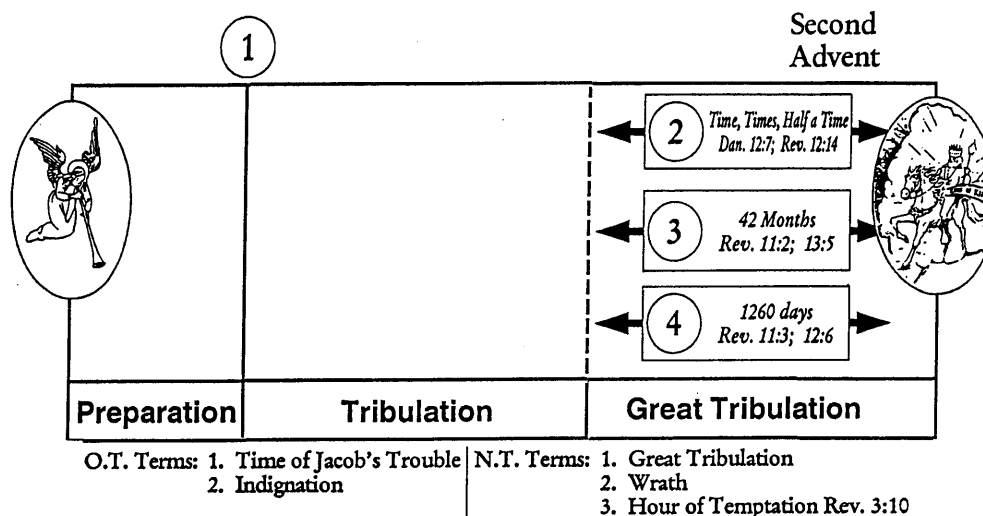 1
Second
Advent
2
Time, Times, Half a Time
Dan. 12:7; Rev. 12:14
3
42 Months
Rev. 11:2; 13:5
4
1260 days
Rev. 11:3; 12:6
Preparation
Tribulation
Great Tribulation
O.T. Terms: 1. Time of Jacob's Trouble
2. Indignation
N.T. Terms: 1. Great Tribulation
2. Wrath
3. Hour of Temptation Rev. 3:10